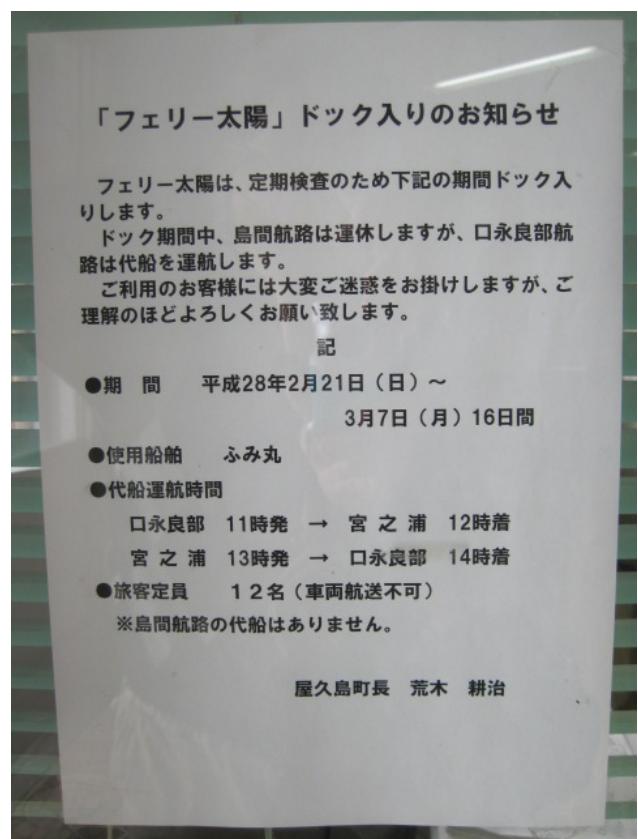 「フェリー太陽」ドック入りのお知らせ
フェリー太陽は、定期検査のため下記の期間ドック入
りします。
ドック期間中、島間航路は運休しますが、口永良部航
路は代船を運航します。
ご利用のお客様には大変ご迷惑をお掛けしますが、ご
理解のほどよろしくお願い致します。
記
●期　間　平成28年2月21日（日）～
3月7日（月）16日間
●使用船舶　ふみ丸
●代船運航時間
口永良部　11時発　→　宮之浦　12時着
宮之浦　13時発　→　口永良部　14時着
●旅客定員　１２名（車両航送不可）
※島間航路の代船はありません。
屋久島町長　荒木　耕治